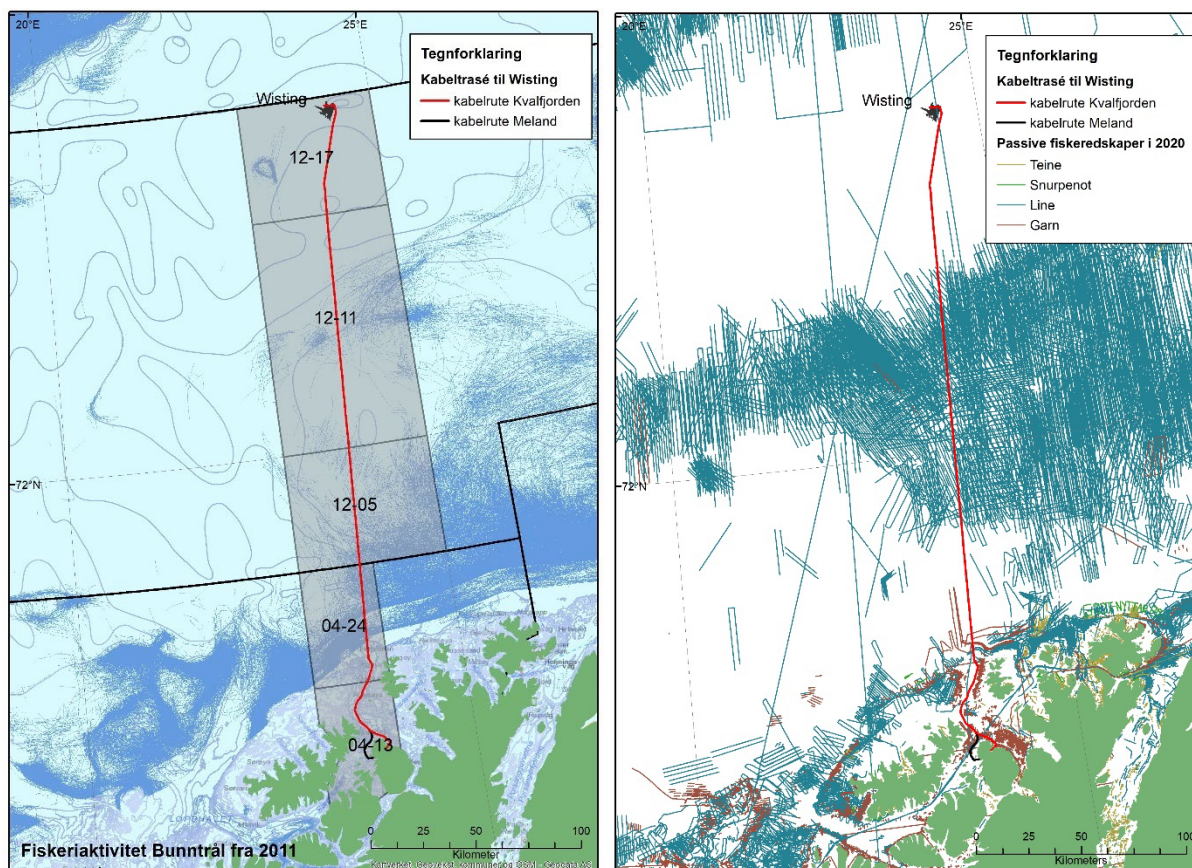 20°E
25°E
Tegnforklaring
Kabeltrasé til Wisting
kabelrute Kvalfjorden
kabelrute Meland
Wisting
12-17
12-11
72°N
12-05
04-24
04-13
0 50 100
Kilometer
Fiskeriaktivitet Bunntrål fra 2011
20°E
25°E
Tegnforklaring
Kabeltrasé til Wisting
kabelrute Kvalfjorden
kabelrute Meland
Passive fiskeredskaper i 2020
Teine
Snurpenot
Line
Garn
Wisting
72°N
0 50 100
Kilometers